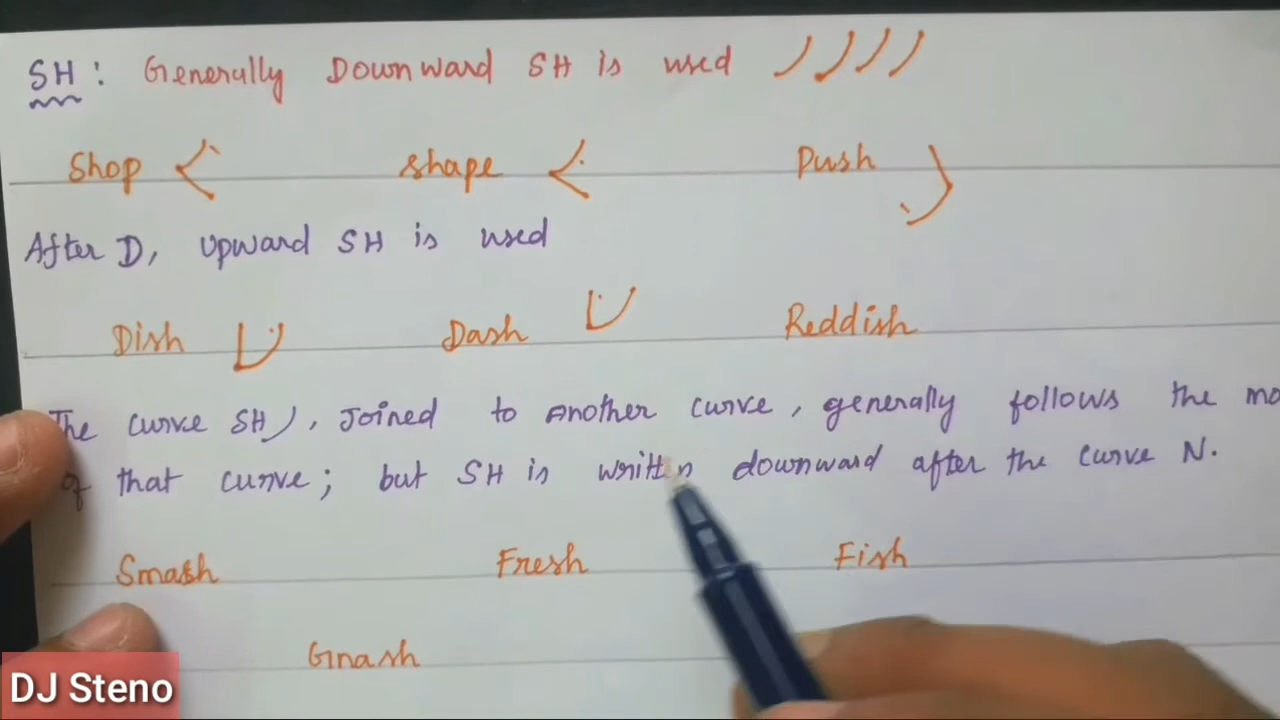 SH: Generally Downward SH is used
Shop Shape Push
After D, upward SH is used
Dish Dash Reddish
The curve SH, Joined to another curve, generally follows the
of that curve; but SH is written downward after the curve N.
Smash Fresh Fish
Gnash
DJ Steno